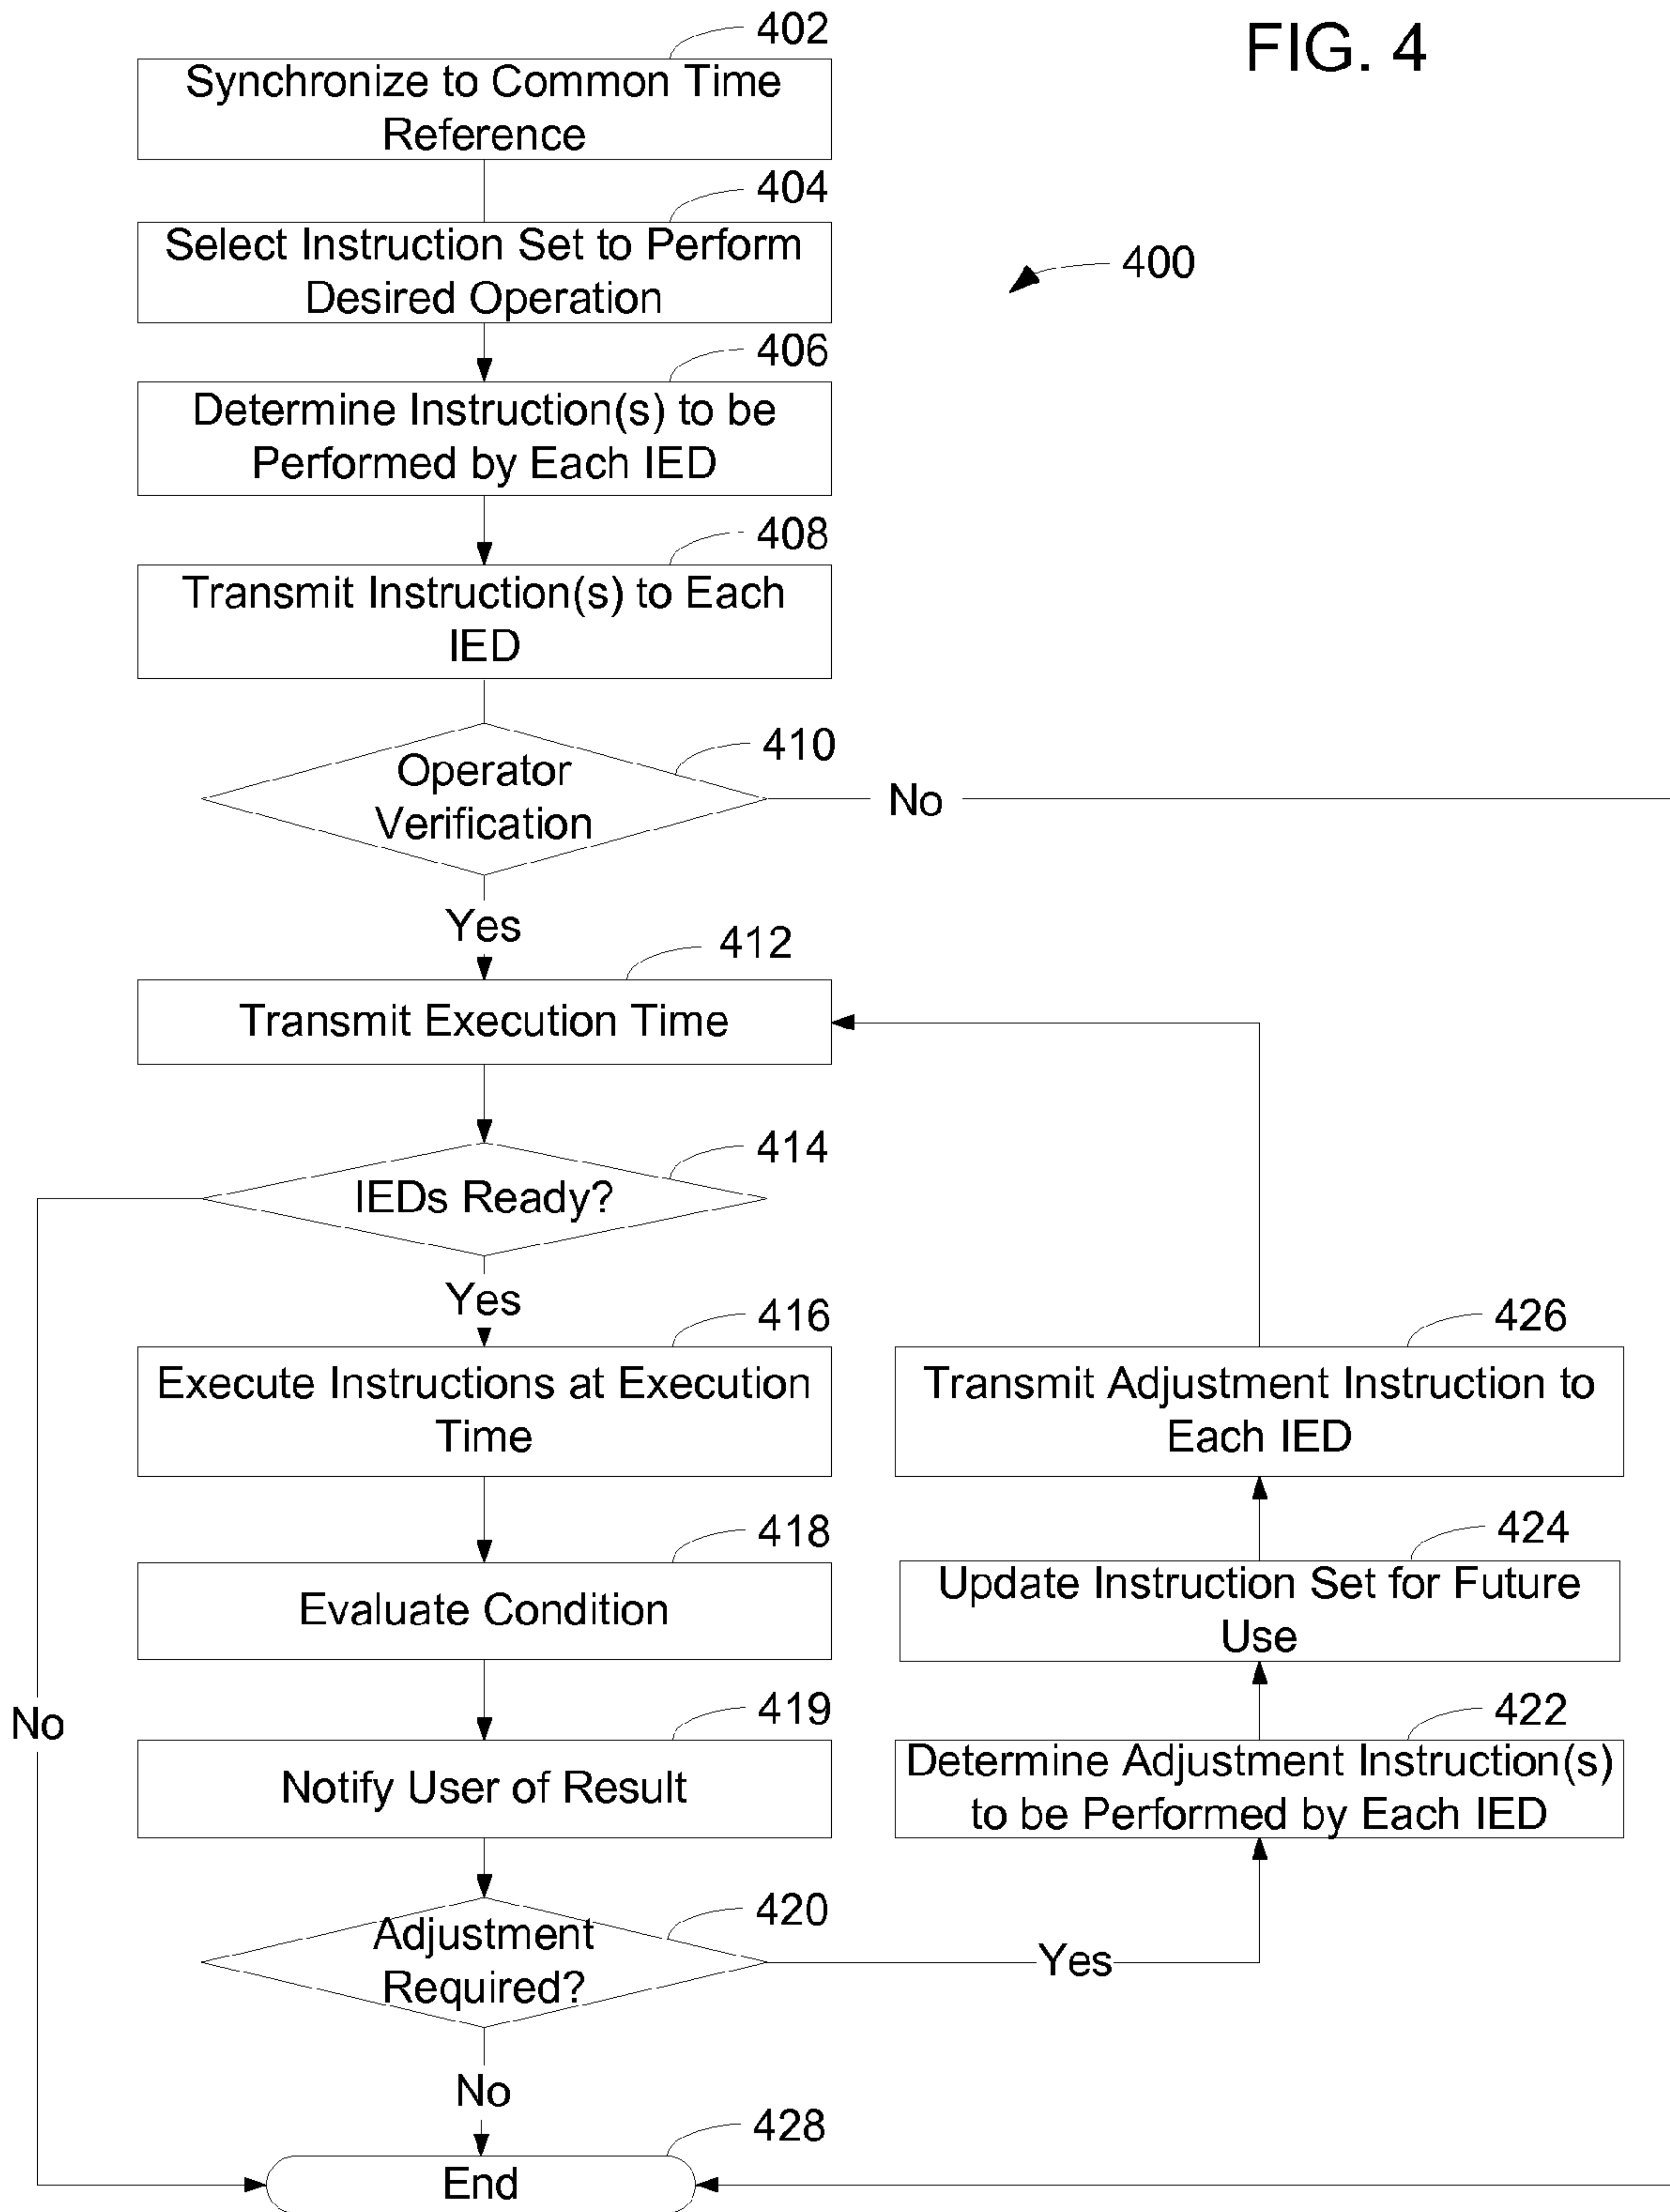 FIG. 4
402
Synchronize to Common Time
Reference
404
Select Instruction Set to Perform
Desired Operation
400
406
Determine Instruction(s) to be
Performed by Each IED
408
Transmit Instruction(s) to Each
IED
410
Operator
Verification
No
Yes
412
Transmit Execution Time
414
IEDs Ready?
Yes
416
Execute Instructions at Execution
Time
426
Transmit Adjustment Instruction to
Each IED
418
Evaluate Condition
424
Update Instruction Set for Future
Use
No
419
Notify User of Result
422
Determine Adjustment Instruction(s)
to be Performed by Each IED
420
Adjustment
Required?
Yes
No
428
End